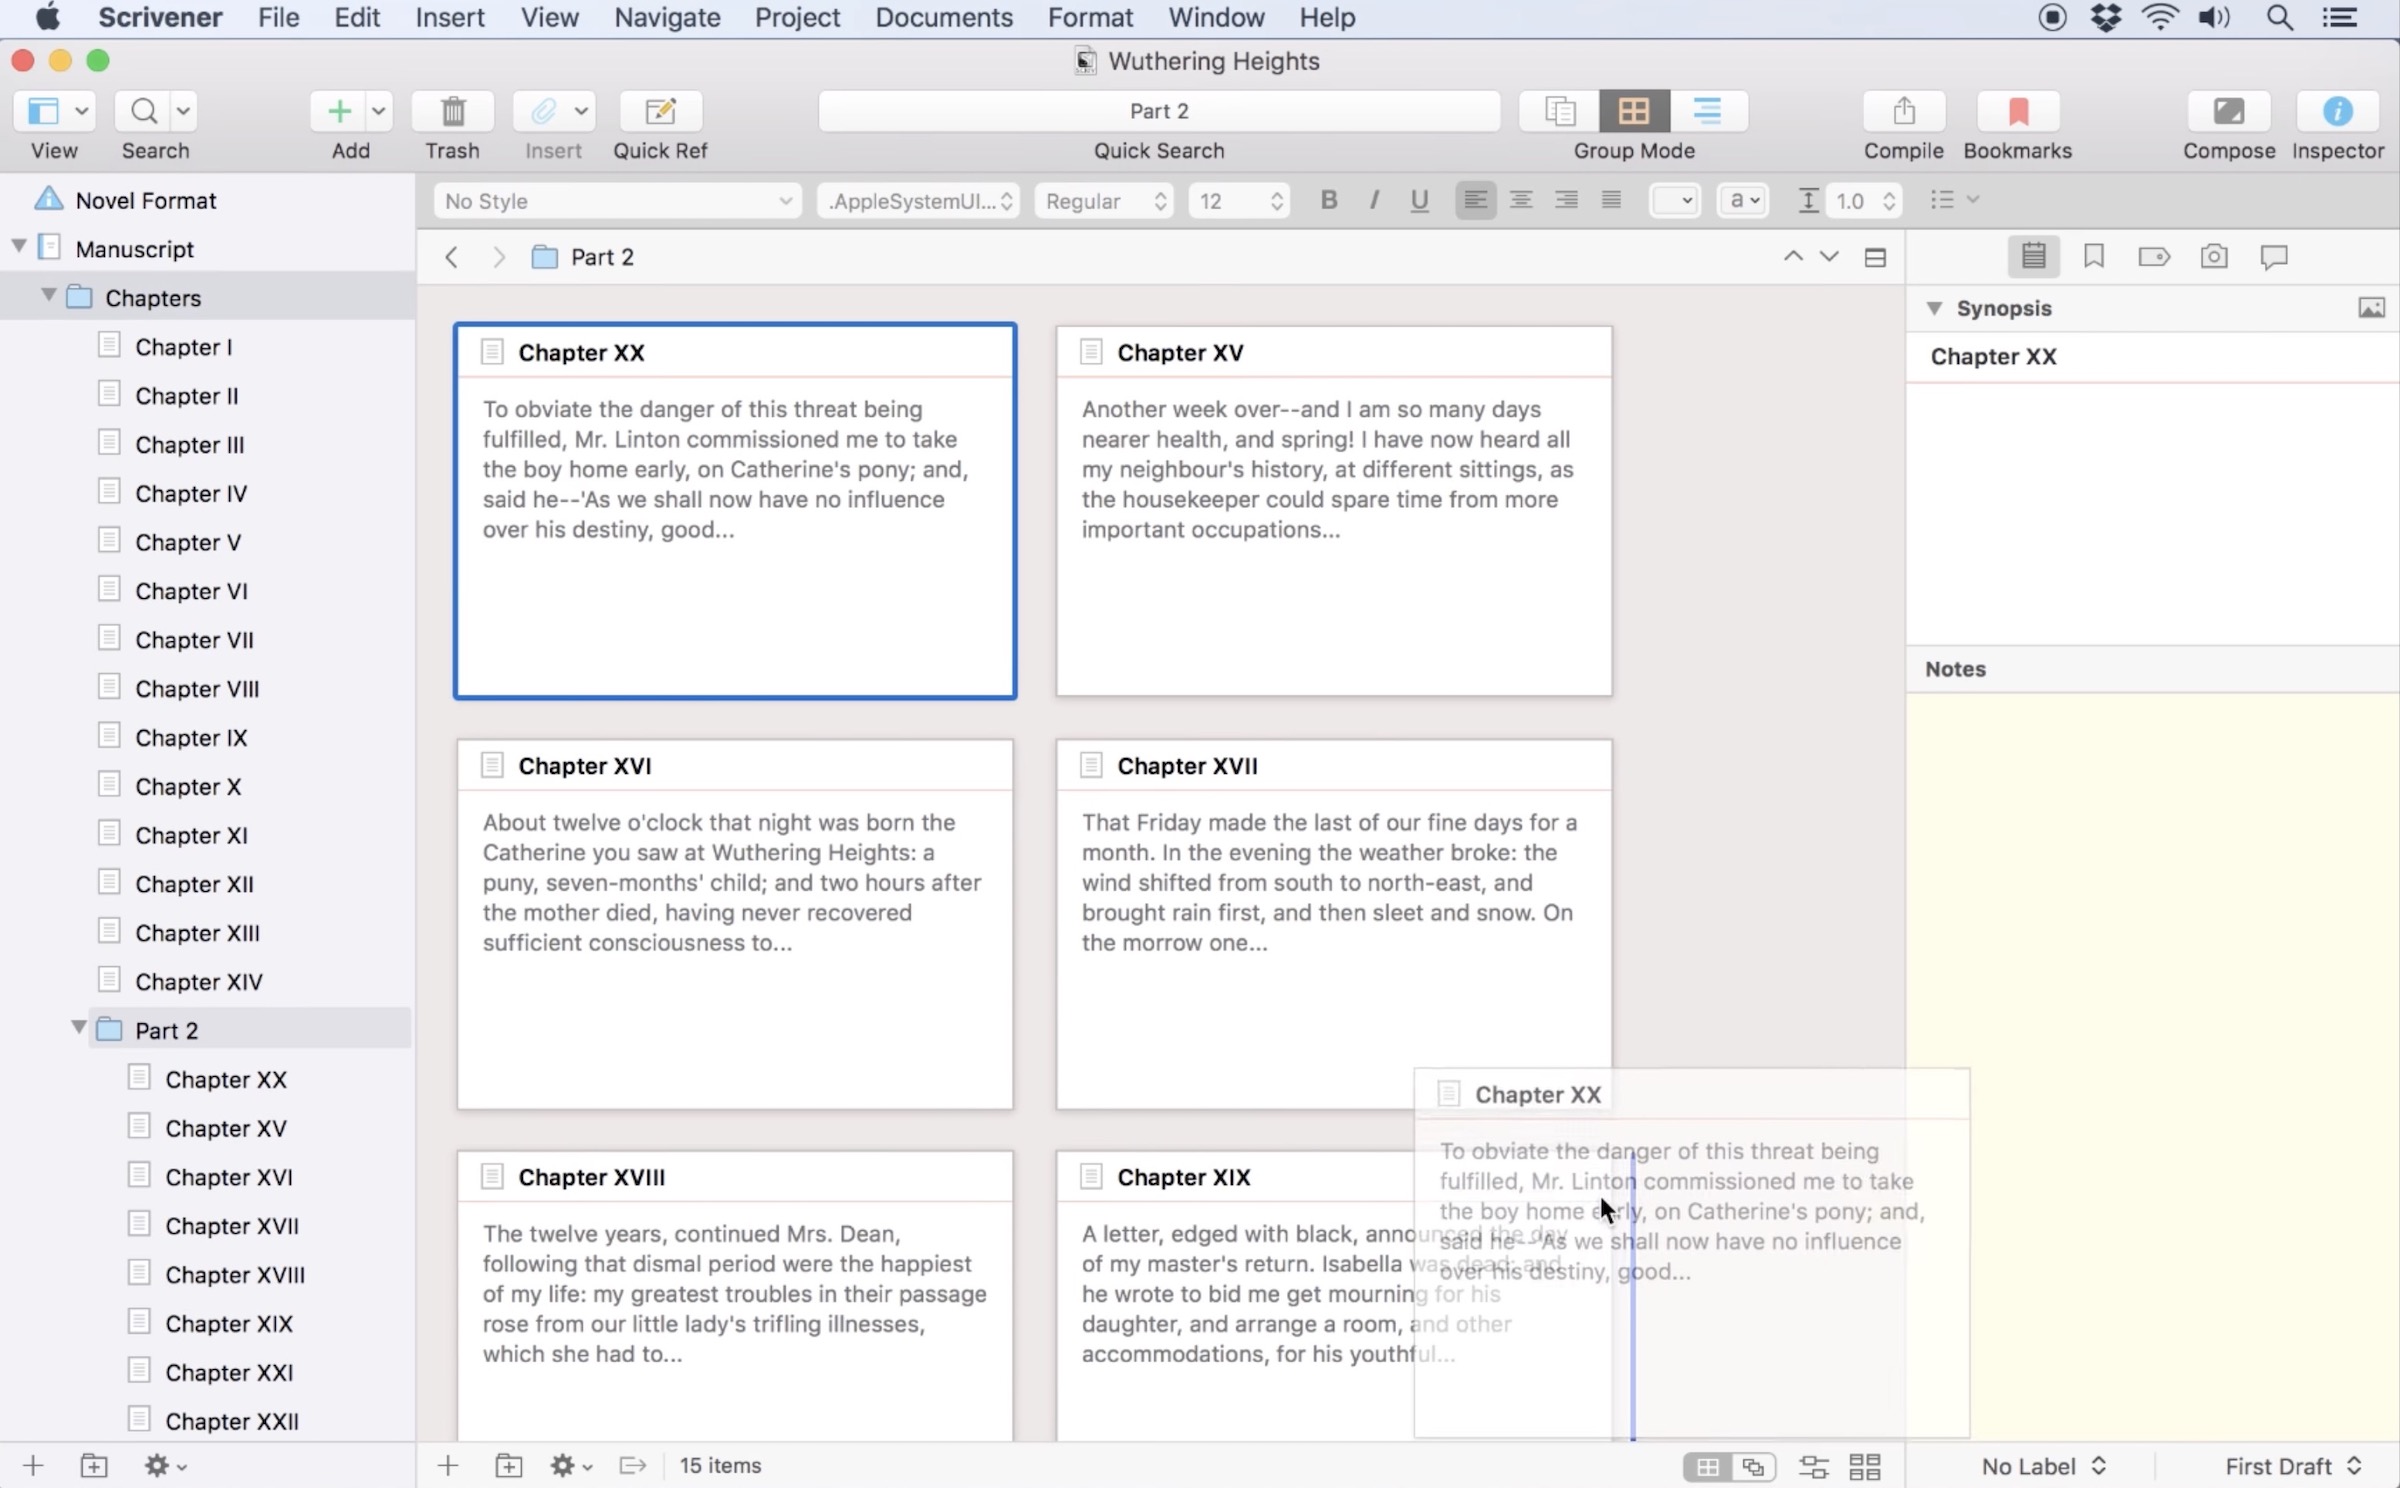 Scrivener File Edit Insert View Navigate Project Documents Format Window Help
Wuthering Heights
Part 2
View Search Add Trash Insert Quick Ref Quick Search Group Mode Compile Bookmarks Compose Inspector
No Style .AppleSystemUI... Regular 12 B I U a 1.0
Novel Format
Manuscript
Chapters
Chapter I
Chapter II
Chapter III
Chapter IV
Chapter V
Chapter VI
Chapter VII
Chapter VIII
Chapter IX
Chapter X
Chapter XI
Chapter XII
Chapter XIII
Chapter XIV
Part 2
Chapter XX
Chapter XV
Chapter XVI
Chapter XVII
Chapter XVIII
Chapter XIX
Chapter XXI
Chapter XXII
Part 2
Chapter XX
To obviate the danger of this threat being
fulfilled, Mr. Linton commissioned me to take
the boy home early, on Catherine's pony; and,
said he--'As we shall now have no influence
over his destiny, good...
Chapter XV
Another week over--and I am so many days
nearer health, and spring! I have now heard all
my neighbour's history, at different sittings, as
the housekeeper could spare time from more
important occupations...
Chapter XVI
About twelve o'clock that night was born the
Catherine you saw at Wuthering Heights: a
puny, seven-months' child; and two hours after
the mother died, having never recovered
sufficient consciousness to...
Chapter XVII
That Friday made the last of our fine days for a
month. In the evening the weather broke: the
wind shifted from south to north-east, and
brought rain first, and then sleet and snow. On
the morrow one...
Chapter XVIII
The twelve years, continued Mrs. Dean,
following that dismal period were the happiest
of my life: my greatest troubles in their passage
rose from our little lady's trifling illnesses,
which she had to...
Chapter XIX
A letter, edged with black, announced the day
of my master's return. Isabella was dead; and
he wrote to bid me get mourning for his
daughter, and arrange a room, and other
accommodations, for his youthful...
Chapter XX
To obviate the danger of this threat being
fulfilled, Mr. Linton commissioned me to take
the boy home early, on Catherine's pony; and,
said he--'As we shall now have no influence
over his destiny, good...
15 items
Synopsis
Chapter XX
Notes
No Label First Draft